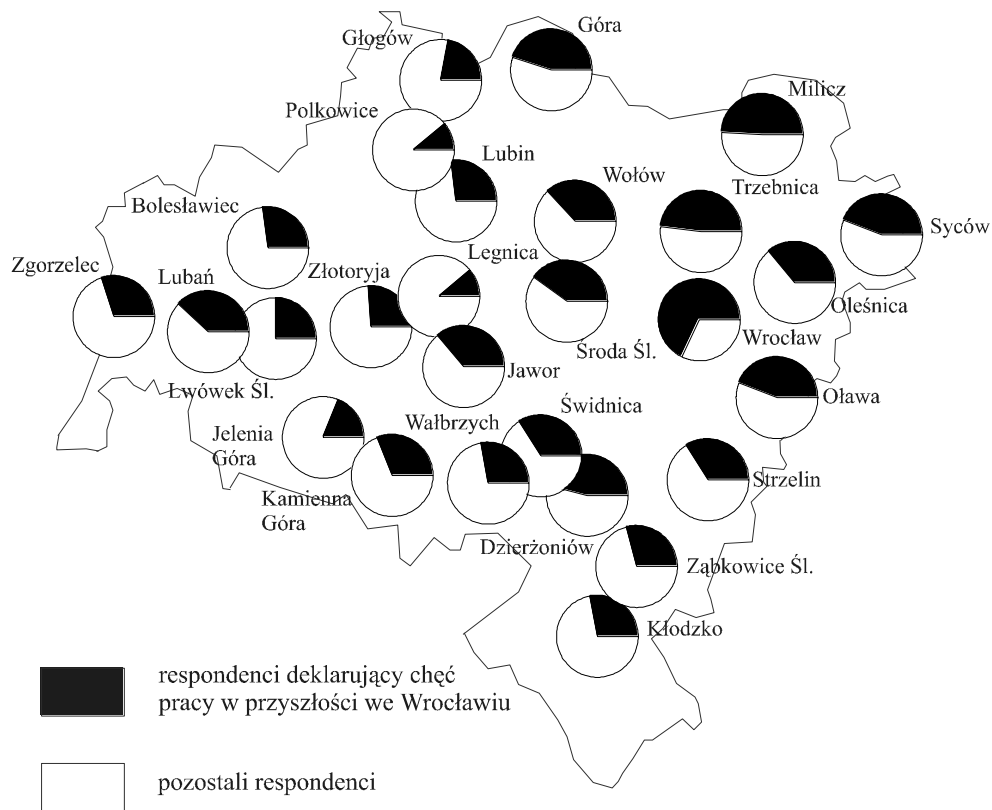 Góra
Głogów
Milicz
Polkowice
Lubin
Wołów
Trzebnica
Bolesławiec
Syców
Legnica
Zgorzelec
Lubań
Złotoryja
Oleśnica
Wrocław
Środa Śl.
Jawor
Lwówek Śl.
Oława
Świdnica
Wałbrzych
Jelenia
Góra
Strzelin
Kamienna
Góra
Dzierżoniów
Ząbkowice Śl.
Kłodzko
respondenci deklarujący chęć
pracy w przyszłości we Wrocławiu
pozostali respondenci